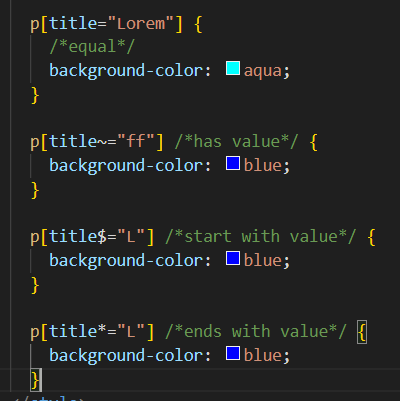 p[title="Lorem"] {
/*equal*/
background-color: aqua;
}
p[title~="ff"] /*has value*/ {
background-color: blue;
}
p[title$="L"] /*start with value*/ {
background-color: blue;
}
p[title*="L"] /*ends with value*/ {
background-color: blue;
}
</style>